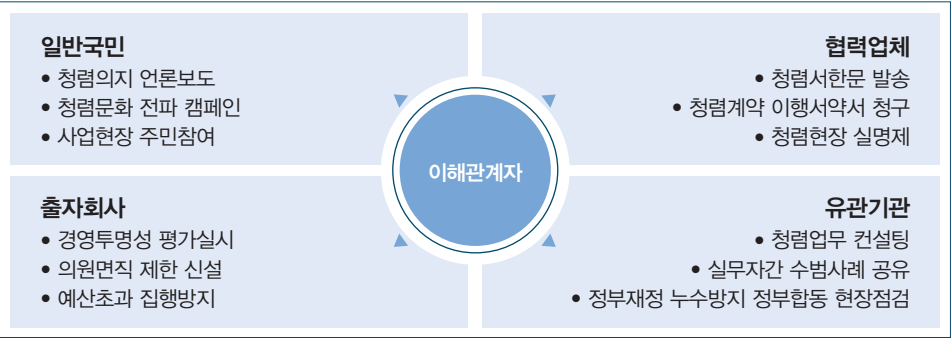 일반국민
• 청렴의지 언론보도
• 청렴문화 전파 캠페인
• 사업현장 주민참여
협력업체
• 청렴서한문 발송
• 청렴계약 이행서약서 청구
• 청렴현장 실명제
이해관계자
출자회사
• 경영투명성 평가실시
• 의원면직 제한 신설
• 예산초과 집행방지
유관기관
• 청렴업무 컨설팅
• 실무자간 수범사례 공유
• 정부재정 누수방지 정부합동 현장점검